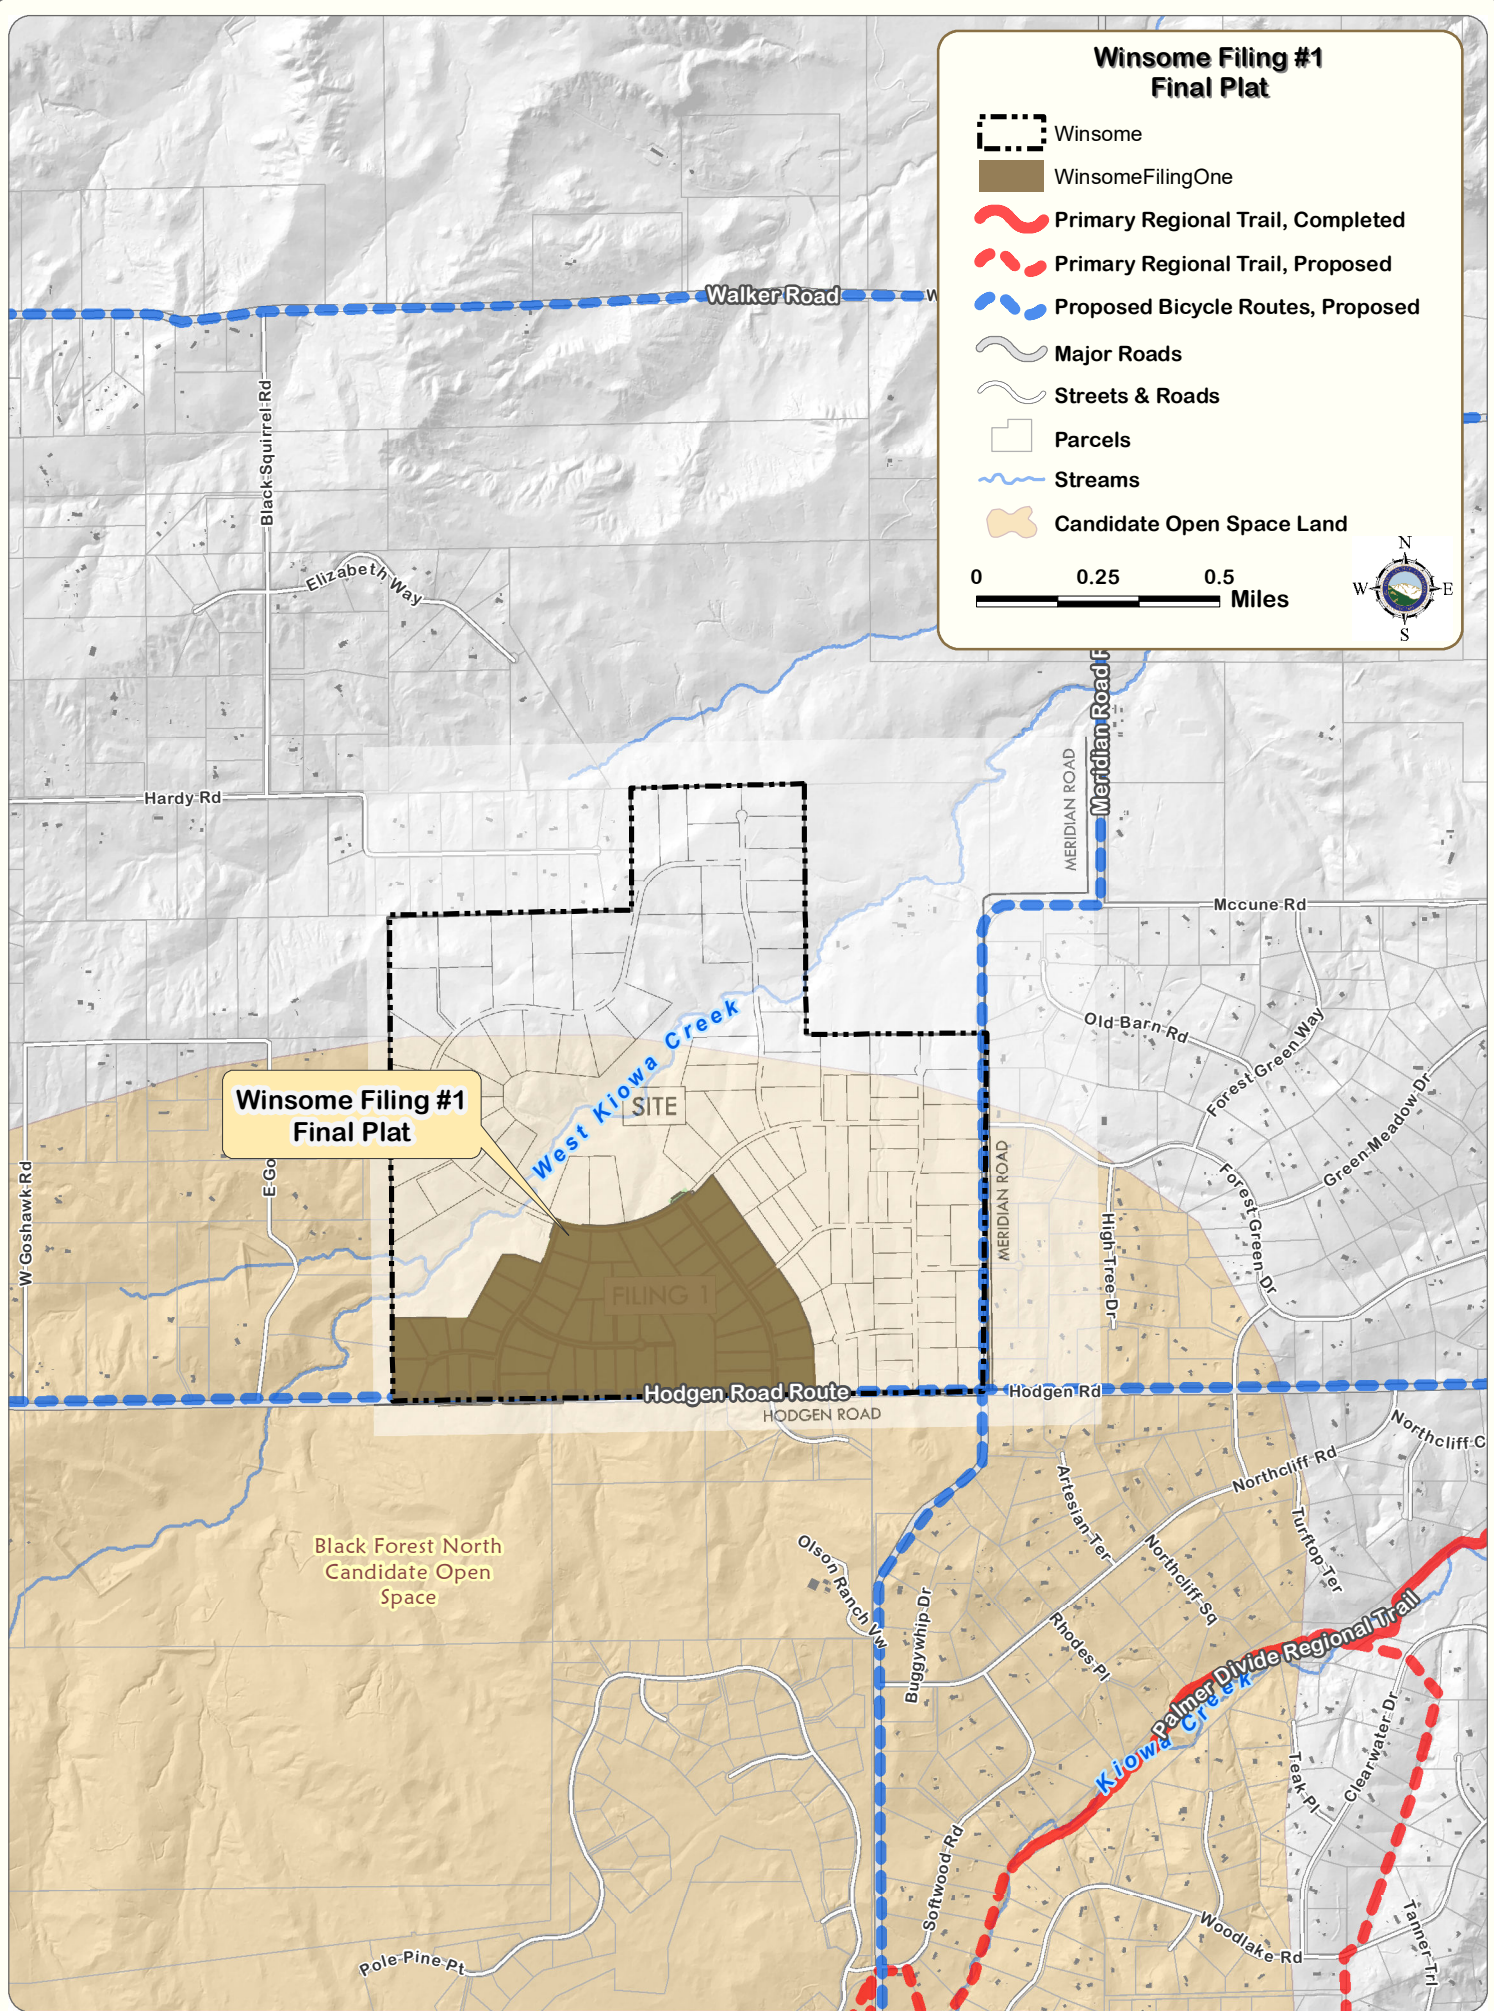 Winsome Filing #1
Final Plat
Winsome
WinsomeFilingOne
Primary Regional Trail, Completed
Primary Regional Trail, Proposed
Proposed Bicycle Routes, Proposed
Major Roads
Streets & Roads
Parcels
Streams
Candidate Open Space Land
0 0.25 0.5
Miles
N
W E
S
Walker Road
W
Black Squirrel Rd
Elizabeth Way
Meridian Road R
MERIDIAN ROAD
Hardy Rd
Mccune Rd
Old Barn Rd
Forest Green Way
Green Meadow Dr
West Kiowa Creek
SITE
Winsome Filing #1
Final Plat
W Goshawk Rd
E Go
MERIDIAN ROAD
High Tree Dr
Forest Green Dr
FILING 1
Hodgen Road Route
Hodgen Rd
HODGEN ROAD
Northcliff C
Northcliff Rd
Artesian Ter
Turftop Ter
Northcliff Sq
Black Forest North
Candidate Open
Space
Olson Ranch Vw
Buggywhip Dr
Rhodes Pl
Palmer Divide Regional Trail
Kiowa Creek
Clearwater Dr
Teak Pl
Softwood Rd
Woodlake Rd
Tanner Trl
Pole Pine Pt